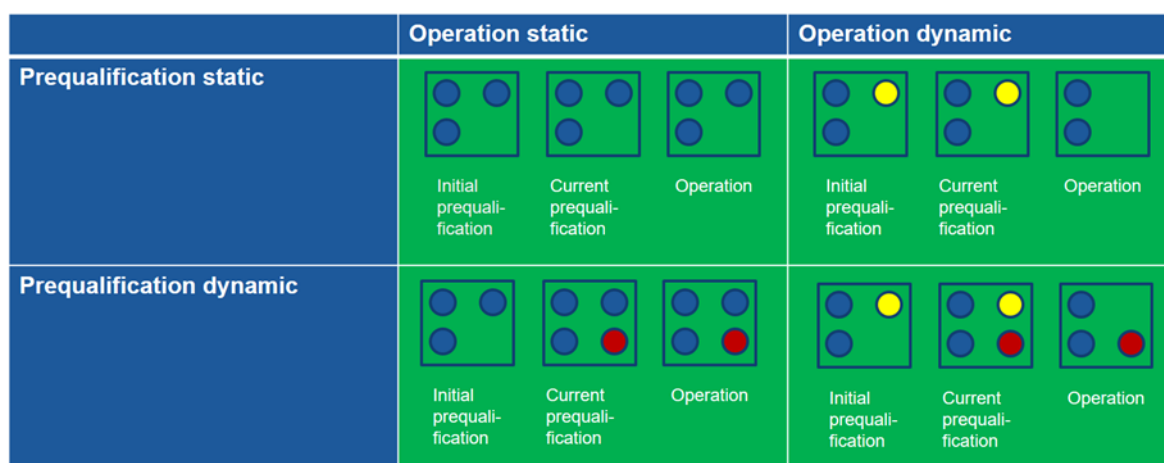 Operation static
Operation dynamic
Prequalification static
Initial
prequali-
fication
Current
prequali-
fication
Operation
Initial
prequali-
fication
Current
prequali-
fication
Operation
Prequalification dynamic
Initial
prequali-
fication
Current
prequali-
fication
Operation
Initial
prequali-
fication
Current
prequali-
fication
Operation